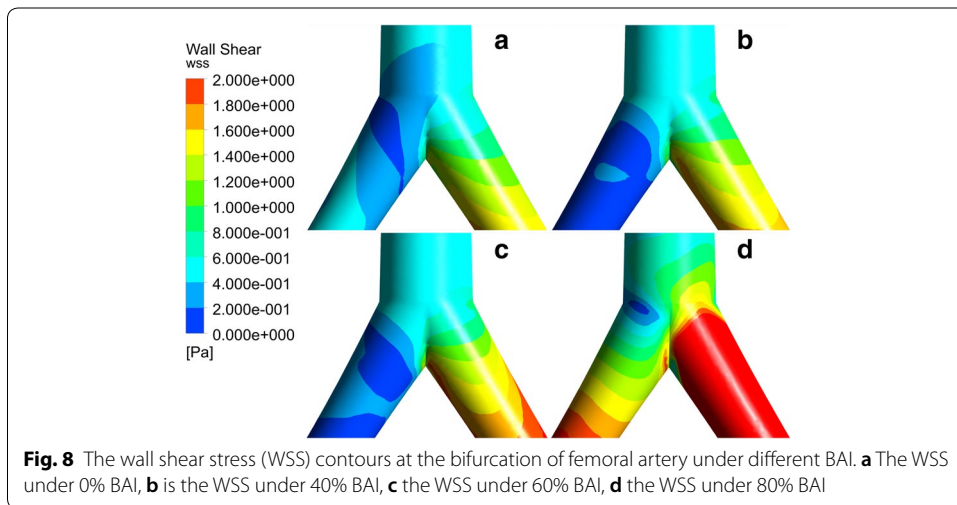 a
b
Wall Shear
wss
2.000e+000
1.800e+000
1.600e+000
1.400e+000
1.200e+000
1.000e+000
8.000e-001
6.000e-001
4.000e-001
2.000e-001
0.000e+000
[Pa]
c
d
Fig. 8 The wall shear stress (WSS) contours at the bifurcation of femoral artery under different BAI. a The WSS
under 0% BAI, b is the WSS under 40% BAI, c the WSS under 60% BAI, d the WSS under 80% BAI